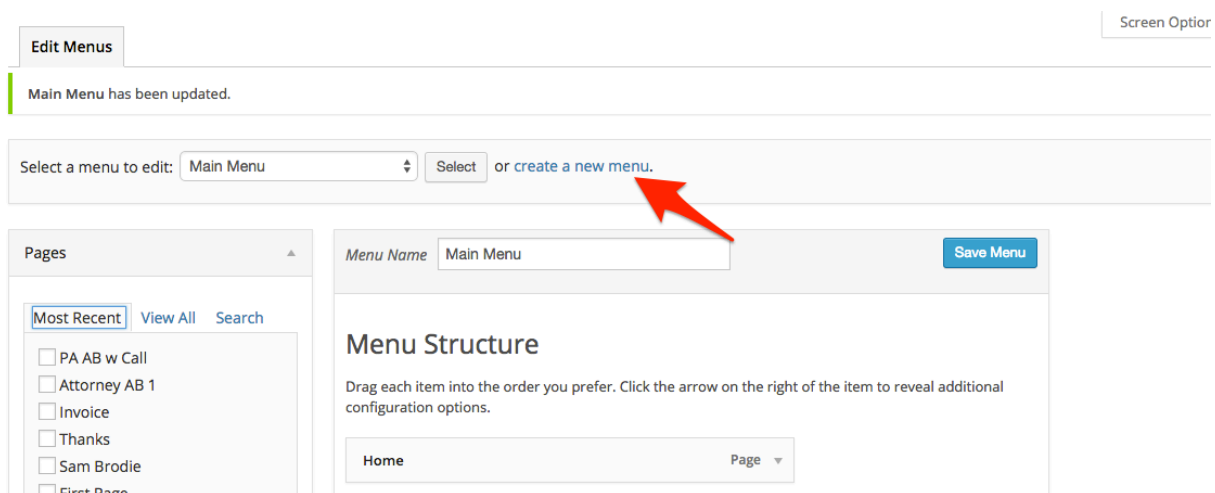 Screen Option
Edit Menus
Main Menu has been updated.
Select a menu to edit: Main Menu Select or create a new menu.
Pages
Menu Name Main Menu Save Menu
Most Recent View All Search
PA AB w Call
Attorney AB 1
Invoice
Thanks
Sam Brodie
First Page
Menu Structure
Drag each item into the order you prefer. Click the arrow on the right of the item to reveal additional
configuration options.
Home Page